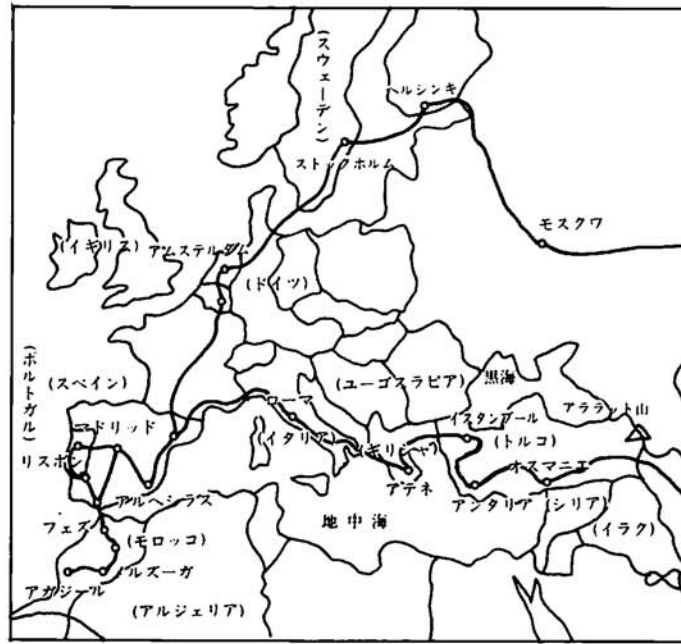 (スウェーデン)
ヘルシンキ
ストックホルム
モスクワ
(イギリス)
アムステルダム
(ドイツ)
(ポルトガル)
(スペイン)
(ユーゴスラビア)
黒海
マドリッド
ローマ
イスタンブール
アララット山
リスボン
(イタリア)
(ギリシャ)
(トルコ)
オスマニエ
アルヘシラス
アテネ
アンタリア
(シリア)
フェズ
地中海
(イラク)
(モロッコ)
メルズーガ
アガジール
(アルジェリア)